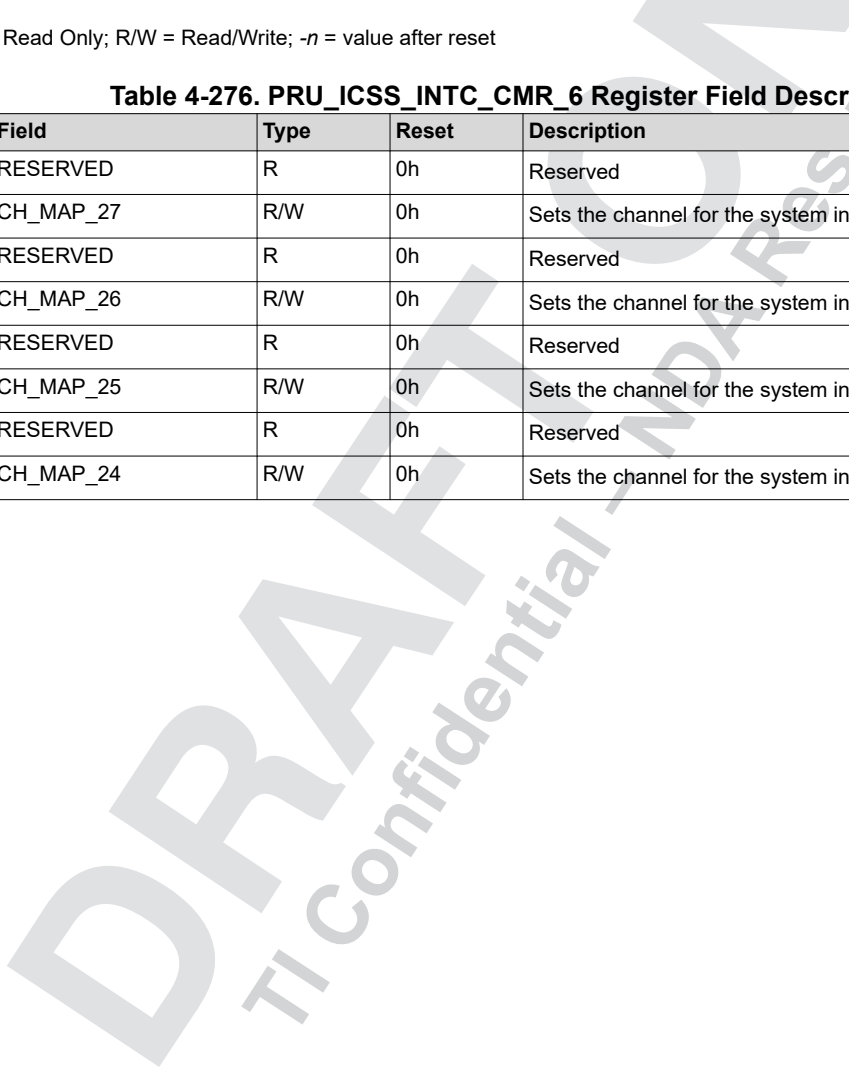 Read Only; R/W = Read/Write; -n = value after reset
Table 4-276. PRU_ICSS_INTC_CMR_6 Register Field Descr
Field Type Reset Description
RESERVED R 0h Reserved
CH_MAP_27 R/W 0h Sets the channel for the system in
RESERVED R 0h Reserved
CH_MAP_26 R/W 0h Sets the channel for the system in
RESERVED R 0h Reserved
CH_MAP_25 R/W 0h Sets the channel for the system in
RESERVED R 0h Reserved
CH_MAP_24 R/W 0h Sets the channel for the system in
DRAFT ON
TI Confidential – NDA Res